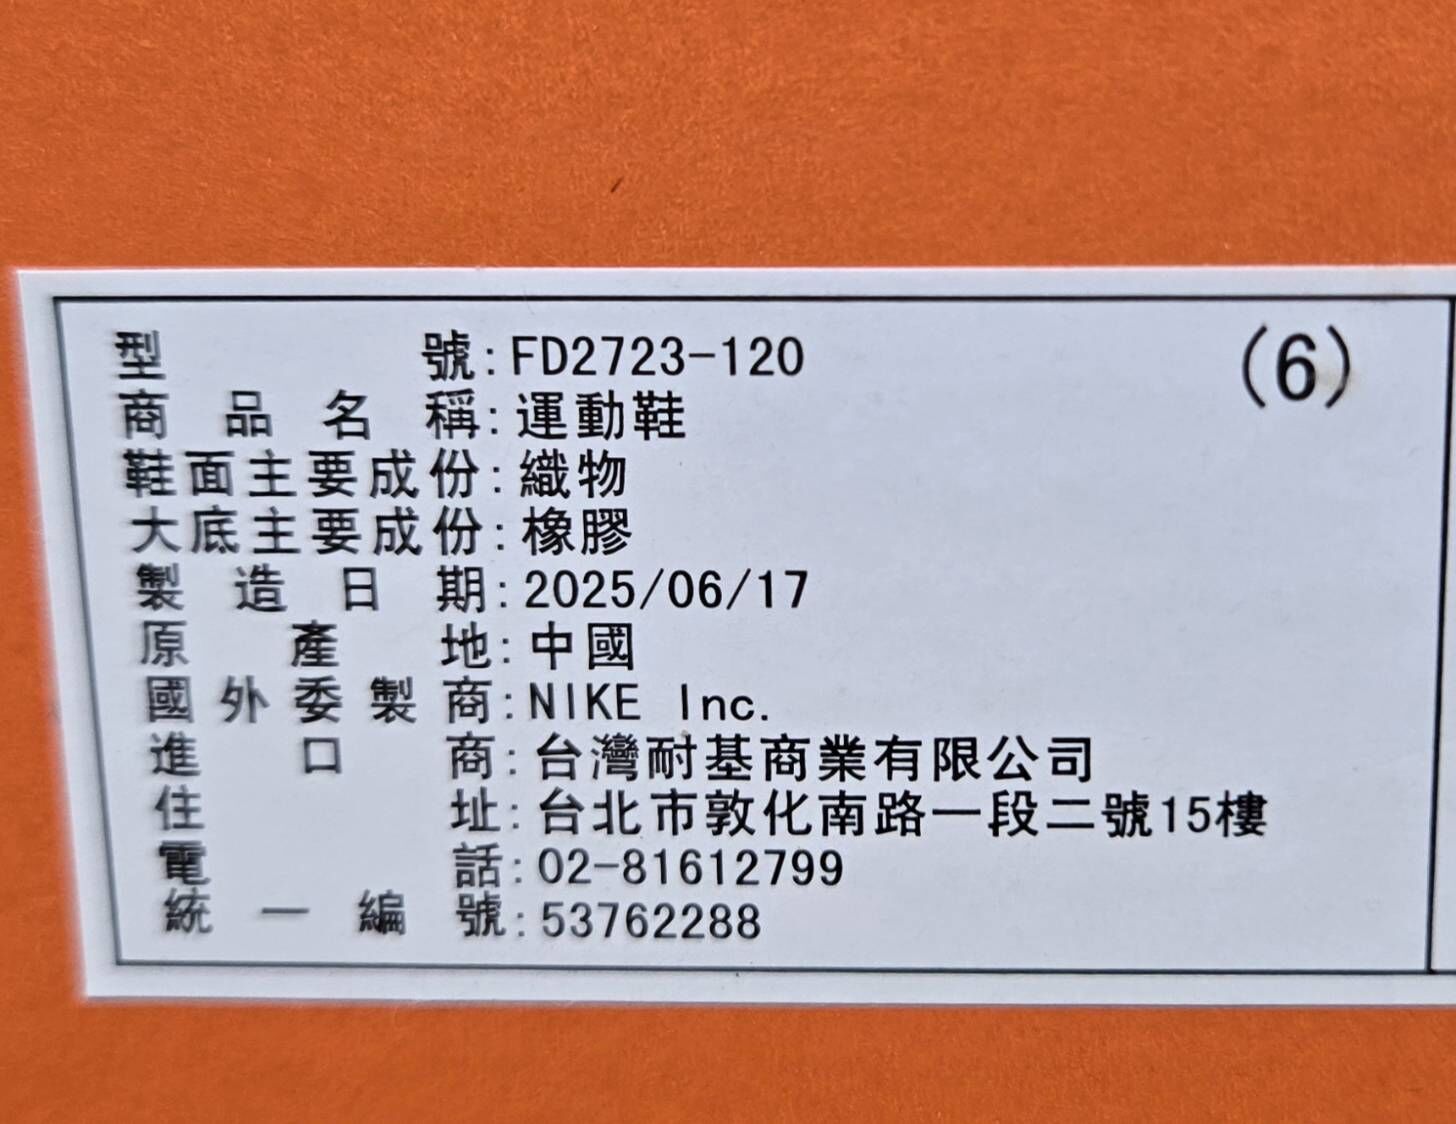 型號:FD2723-120 (6)
商品名稱:運動鞋
鞋面主要成份:織物
大底主要成份:橡膠
製造日期:2025/06/17
原產地:中國
國外委製商:NIKE Inc.
進口商:台灣耐基商業有限公司
住址:台北市敦化南路一段二號15樓
電話:02-81612799
統一編號:53762288